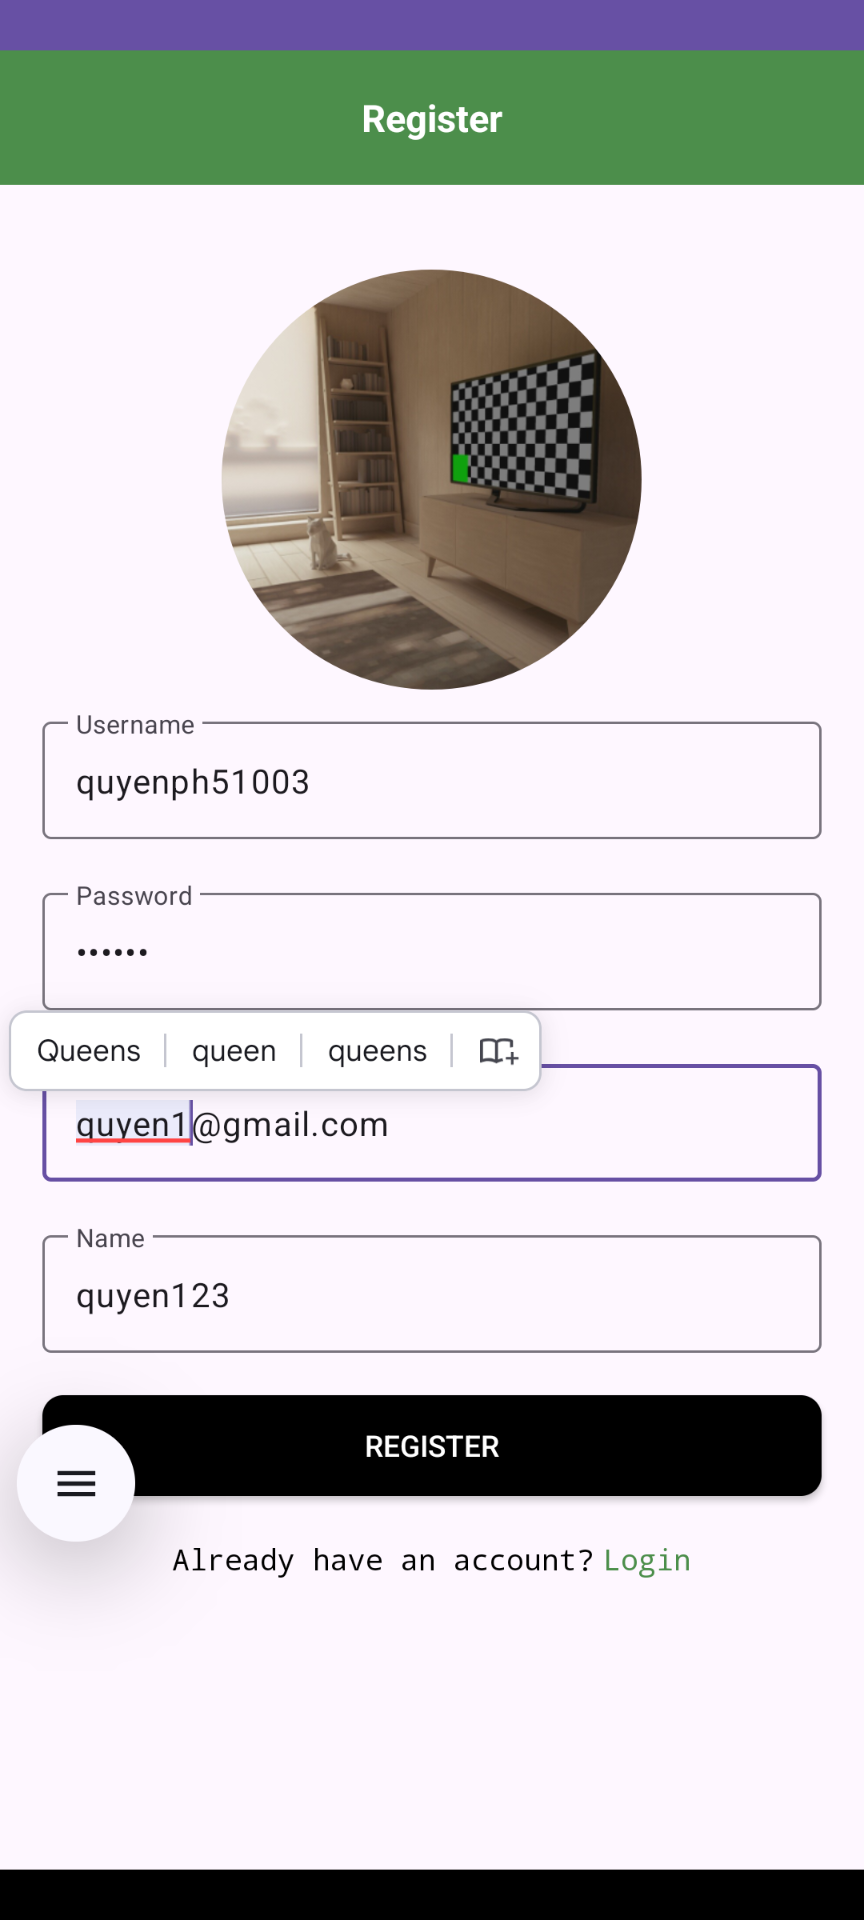 Register
Username
quyenph51003
Password
••••••
Queens queen queens
quyen1@gmail.com
Name
quyen123
REGISTER
Already have an account? Login